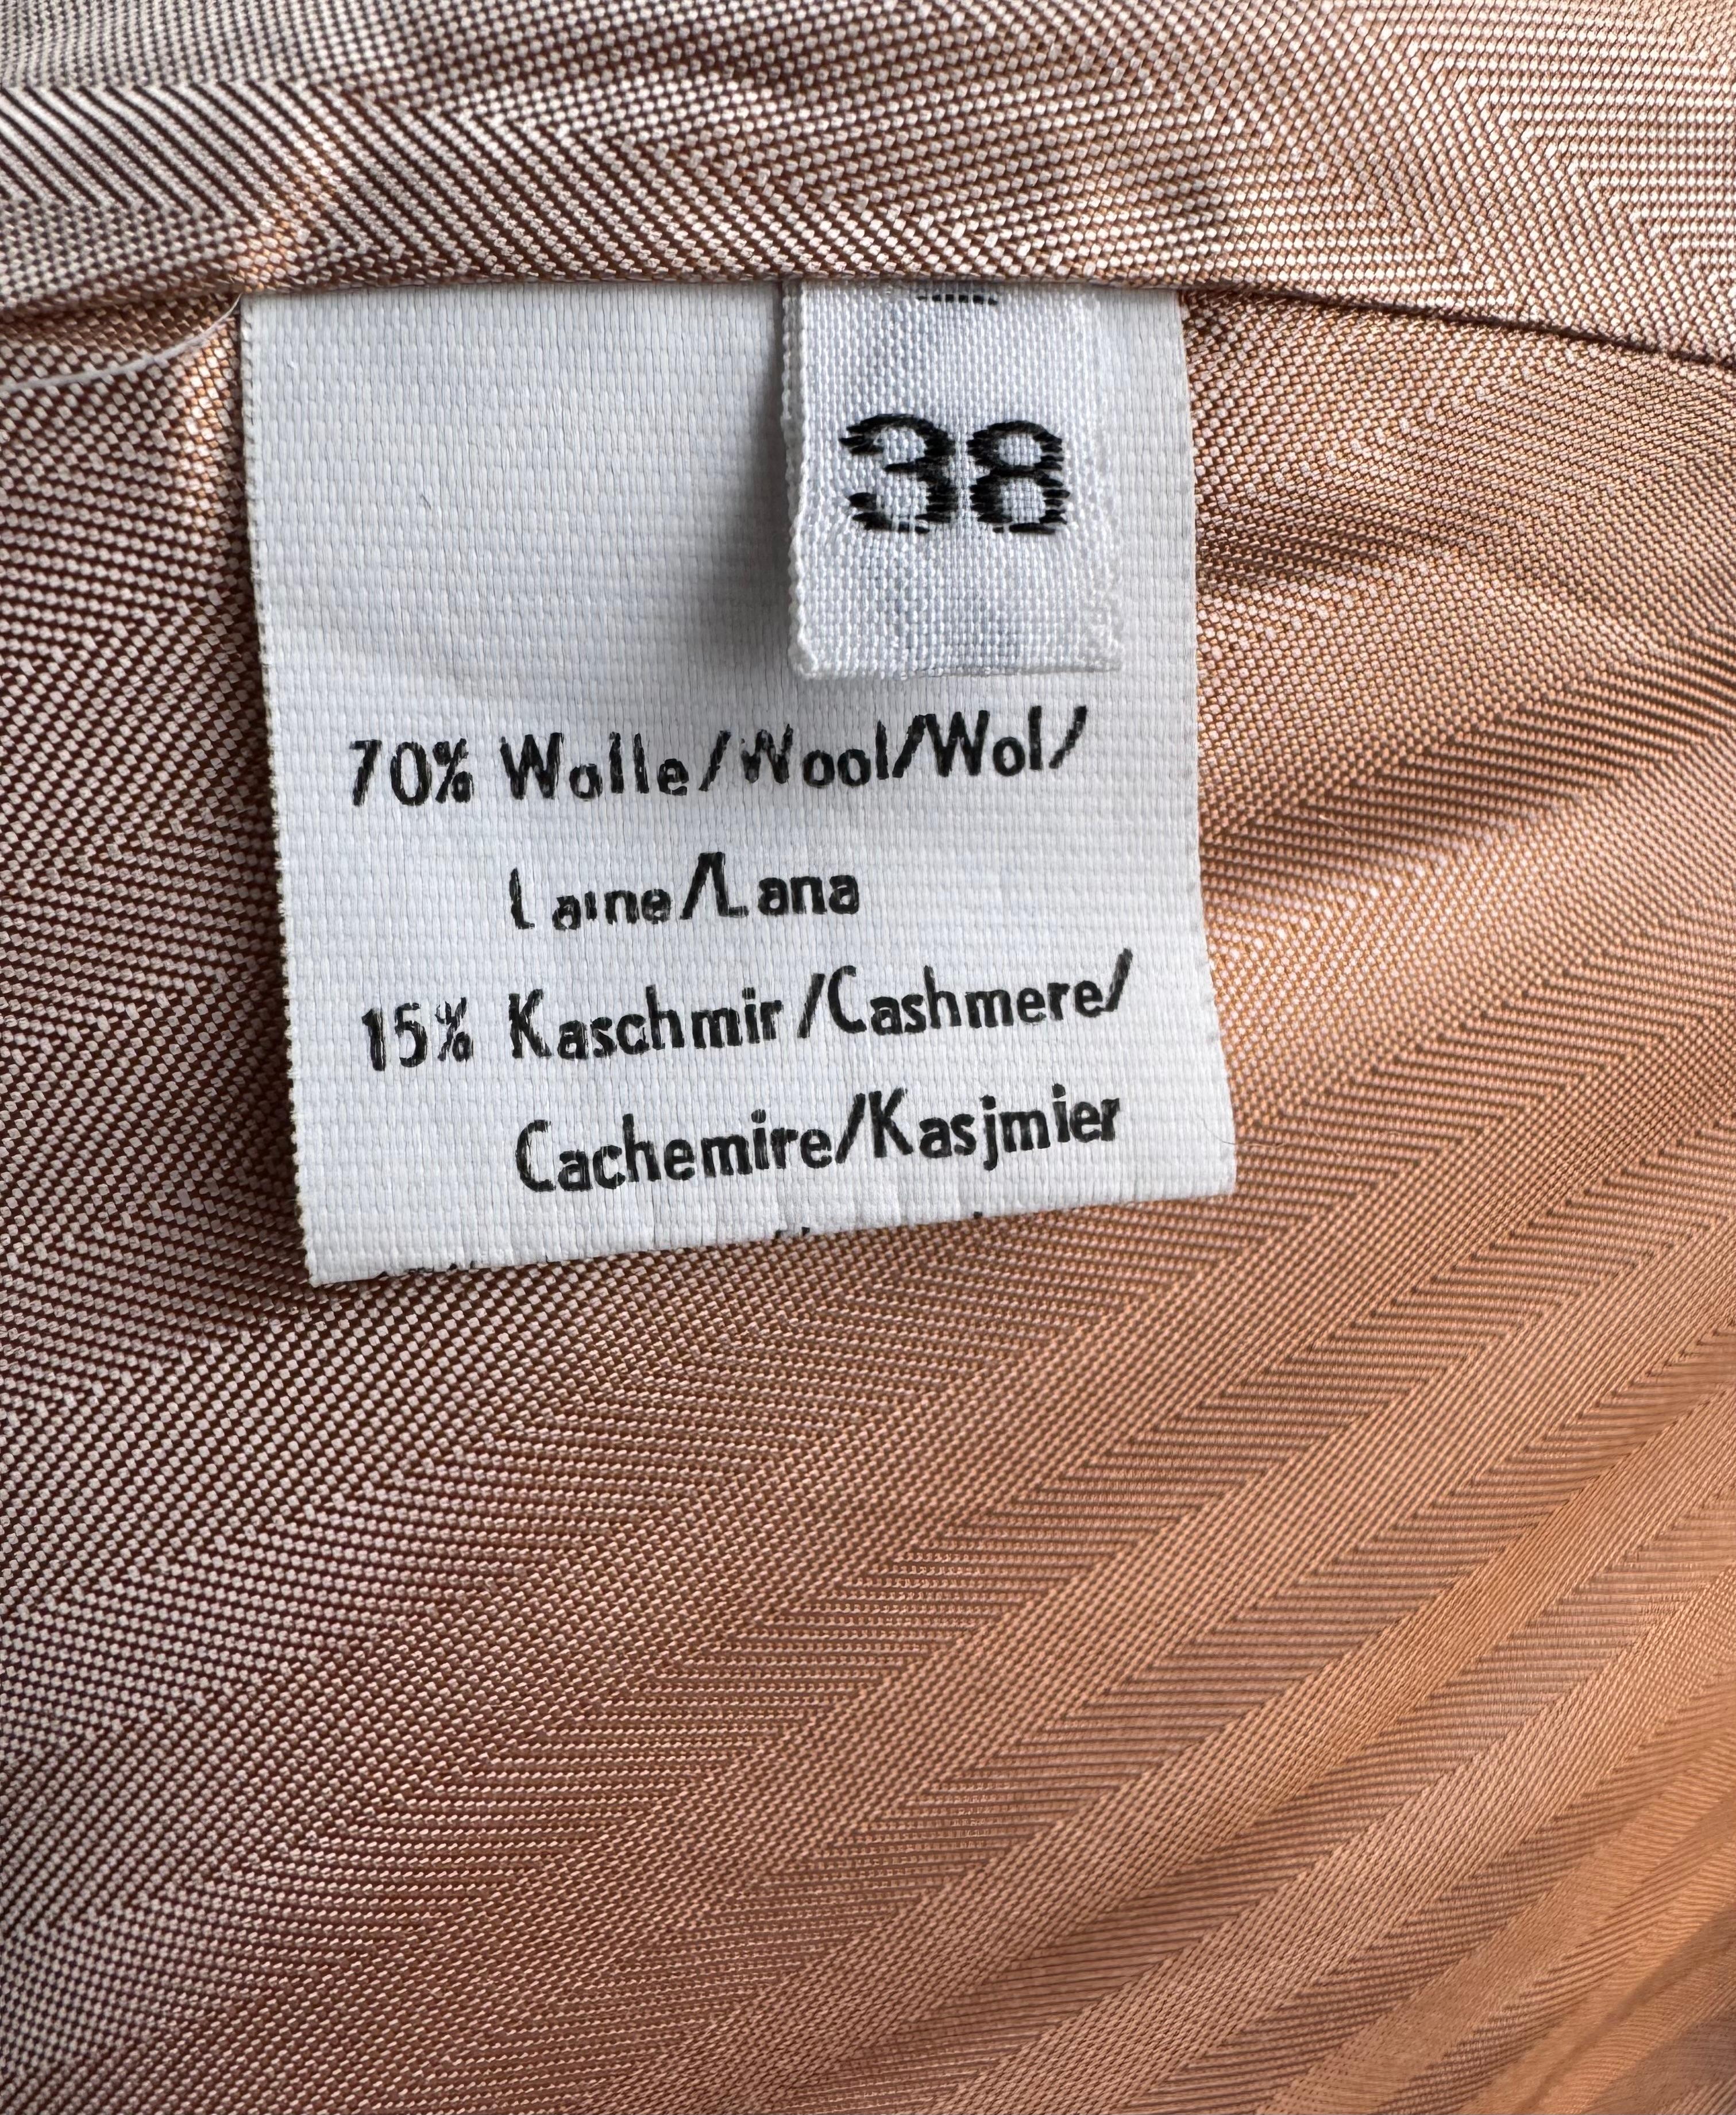 38
70% Wolle/Wool/Wol/
Laine/Lana
15% Kaschmir/Cashmere/
Cachemire/Kasjmier